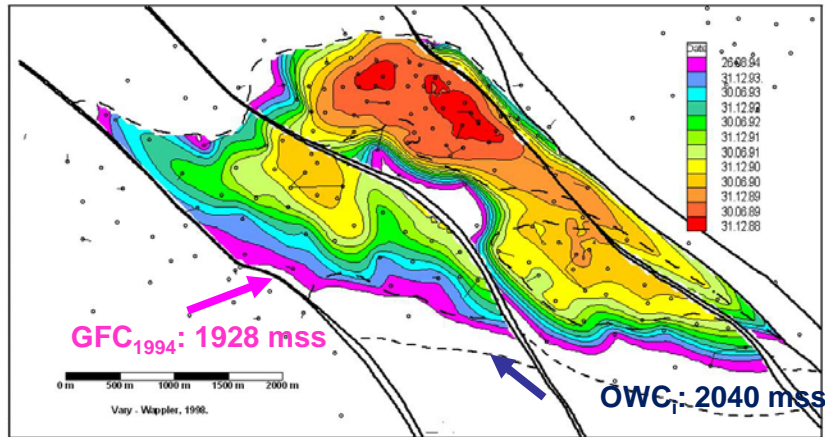 Date
26.08.94
31.12.93
30.06.93
31.12.92
30.06.92
31.12.91
30.06.91
31.12.90
30.06.90
31.12.89
30.06.89
31.12.88
GFC1994: 1928 mss
0 m 500 m 1000 m 1500 m 2000 m
Vary - Wappler, 1998.
OWCi: 2040 mss